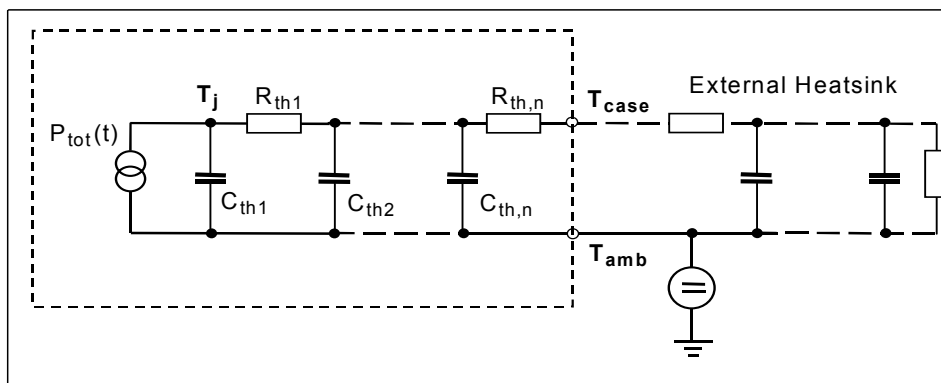 External Heatsink
T_j
R_th1
R_th,n
T_case
P_tot(t)
C_th1
C_th2
C_th,n
T_amb